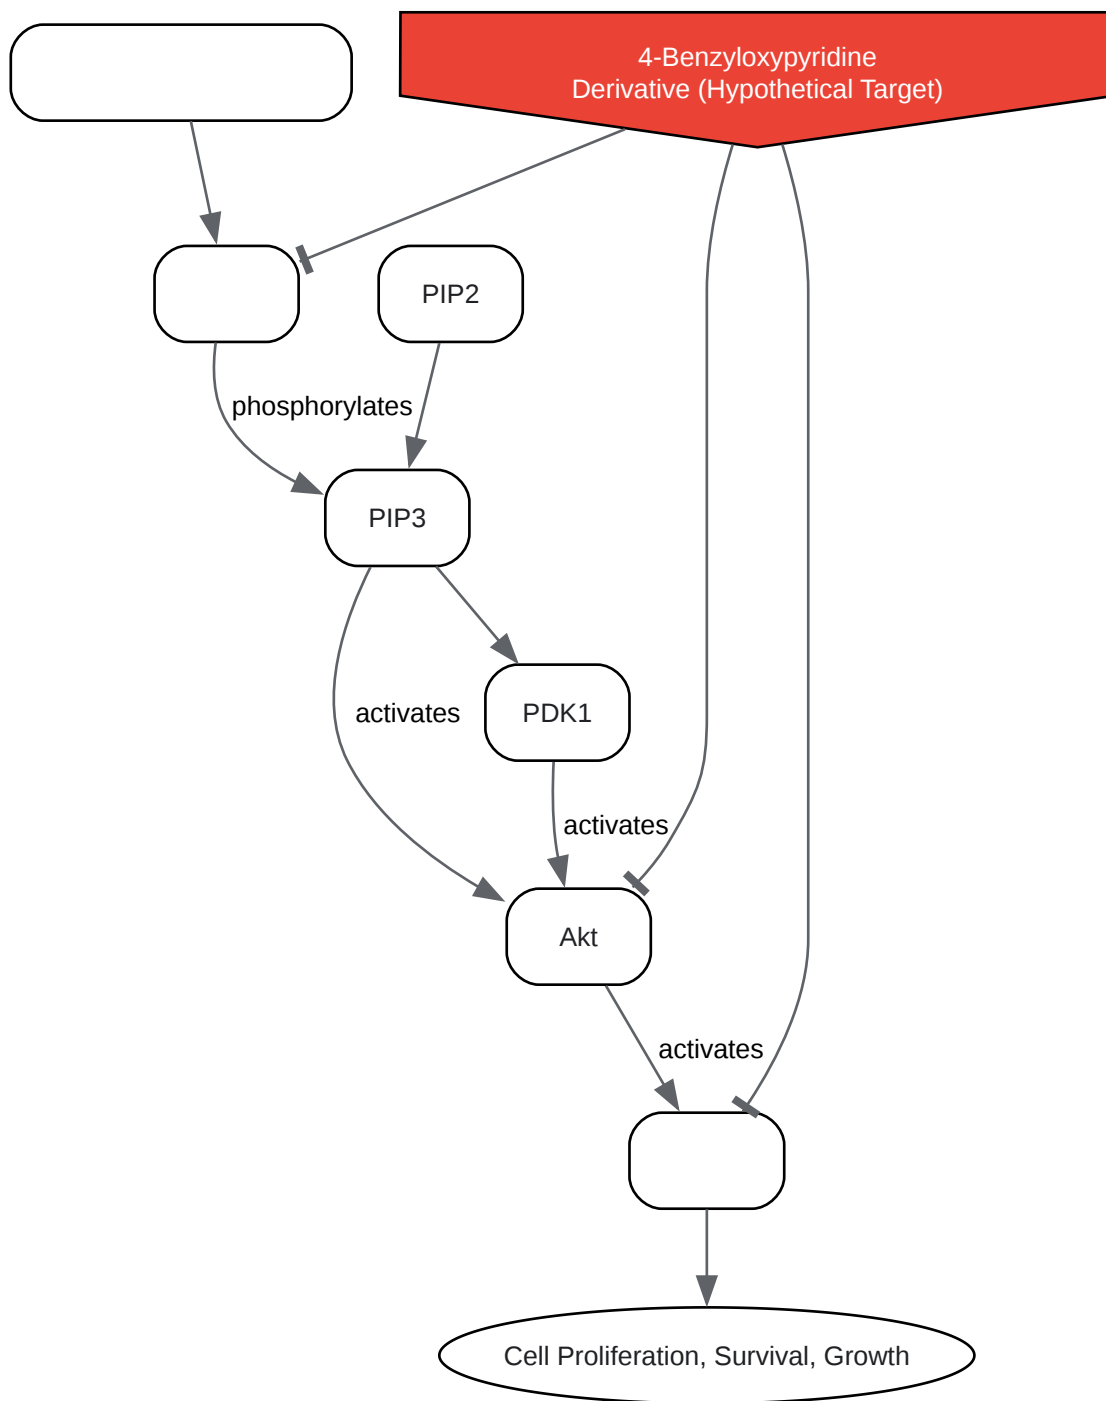 4-Benzyloxypyridine
Derivative (Hypothetical Target)
PIP2
phosphorylates
PIP3
activates
PDK1
activates
Akt
activates
Cell Proliferation, Survival, Growth